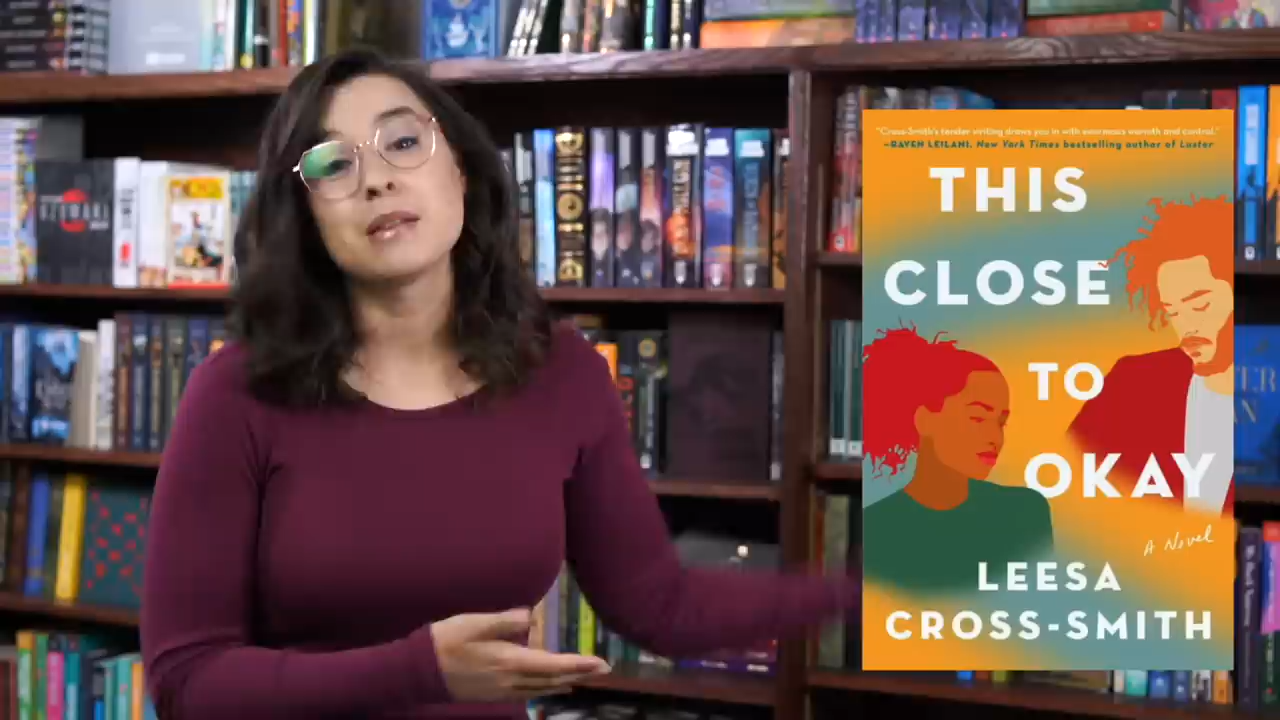 "Cross-Smith's tender writing draws you in with enormous warmth and control."
—RAVEN LEILANI, New York Times bestselling author of Luster
THIS
CLOSE
TO
OKAY
A Novel
LEESA
CROSS-SMITH
UZUMAKI